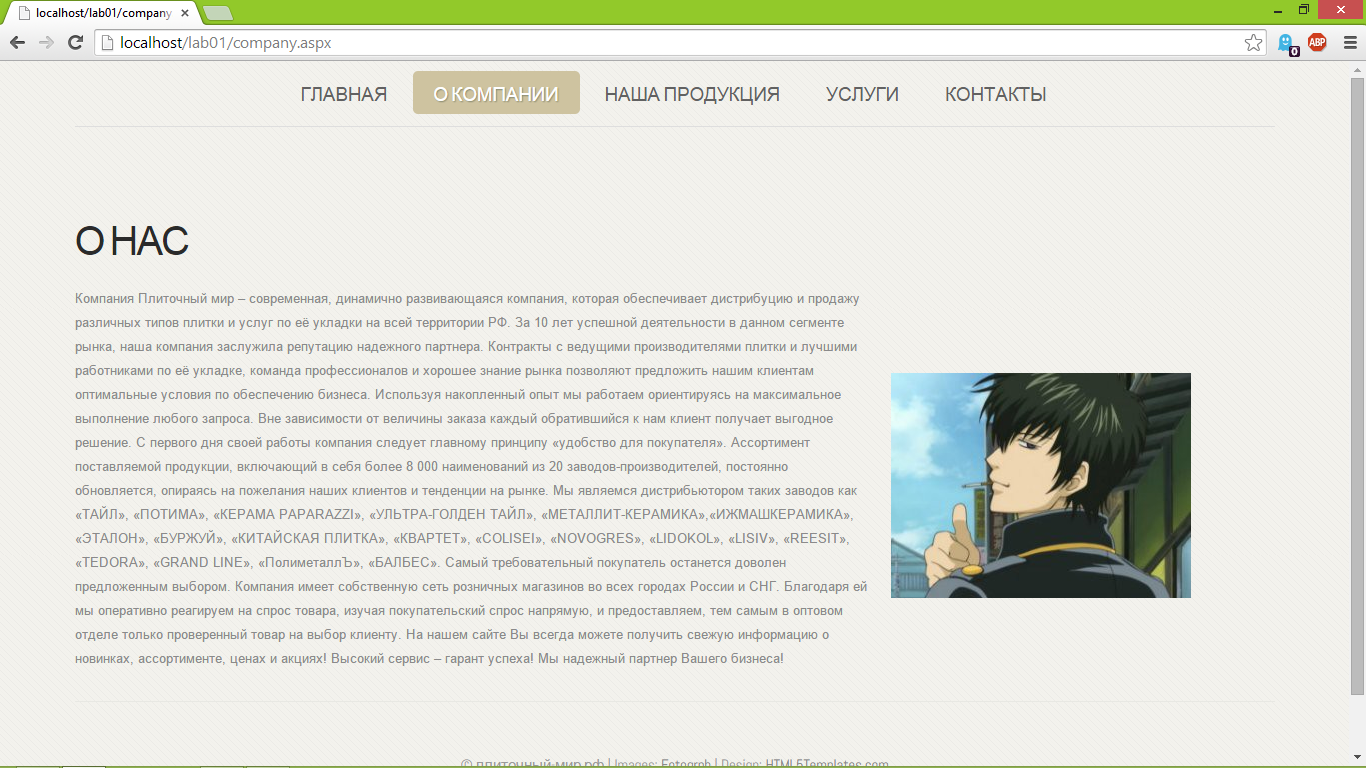 localhost/lab01/company
localhost/lab01/company.aspx
0
ABP
ГЛАВНАЯ О КОМПАНИИ НАША ПРОДУКЦИЯ УСЛУГИ КОНТАКТЫ
О НАС
Компания Плиточный мир – современная, динамично развивающаяся компания, которая обеспечивает дистрибуцию и продажу
различных типов плитки и услуг по её укладки на всей территории РФ. За 10 лет успешной деятельности в данном сегменте
рынка, наша компания заслужила репутацию надежного партнера. Контракты с ведущими производителями плитки и лучшими
работниками по её укладке, команда профессионалов и хорошее знание рынка позволяют предложить нашим клиентам
оптимальные условия по обеспечению бизнеса. Используя накопленный опыт мы работаем ориентируясь на максимальное
выполнение любого запроса. Вне зависимости от величины заказа каждый обратившийся к нам клиент получает выгодное
решение. С первого дня своей работы компания следует главному принципу «удобство для покупателя». Ассортимент
поставляемой продукции, включающий в себя более 8 000 наименований из 20 заводов-производителей, постоянно
обновляется, опираясь на пожелания наших клиентов и тенденции на рынке. Мы являемся дистрибьютором таких заводов как
«ТАЙЛ», «ПОТИМА», «КЕРАМА PAPARAZZI», «УЛЬТРА-ГОЛДЕН ТАЙЛ», «МЕТАЛЛИТ-КЕРАМИКА»,«ИЖМАШКЕРАМИКА»,
«ЭТАЛОН», «БУРЖУЙ», «КИТАЙСКАЯ ПЛИТКА», «КВАРТЕТ», «COLISEI», «NOVOGRES», «LIDOKOL», «LISIV», «REESIT»,
«TEDORA», «GRAND LINE», «ПолиметаллЪ», «БАЛБЕС». Самый требовательный покупатель останется доволен
предложенным выбором. Компания имеет собственную сеть розничных магазинов во всех городах России и СНГ. Благодаря ей
мы оперативно реагируем на спрос товара, изучая покупательский спрос напрямую, и предоставляем, тем самым в оптовом
отделе только проверенный товар на выбор клиенту. На нашем сайте Вы всегда можете получить свежую информацию о
новинках, ассортименте, ценах и акциях! Высокий сервис – гарант успеха! Мы надежный партнер Вашего бизнеса!
© плиточный-мир.рф | Images: Fotogrph | Design: HTML5Templates.com